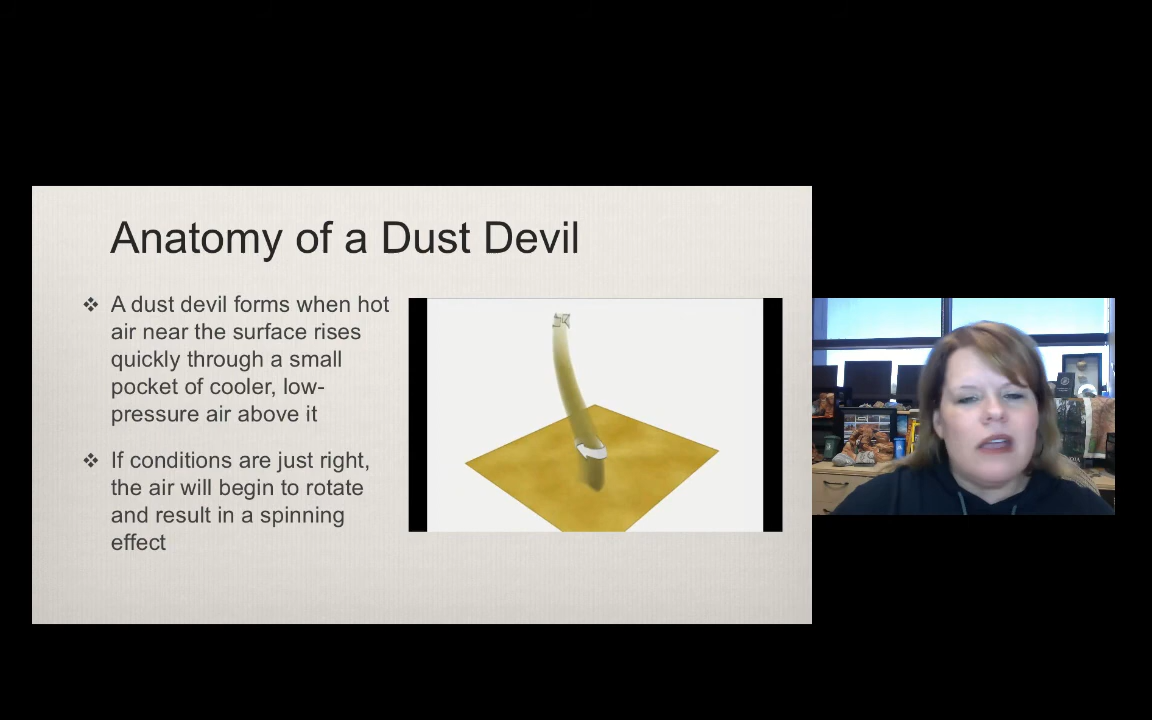 Anatomy of a Dust Devil
❖ A dust devil forms when hot
air near the surface rises
quickly through a small
pocket of cooler, low-
pressure air above it
❖ If conditions are just right,
the air will begin to rotate
and result in a spinning
effect